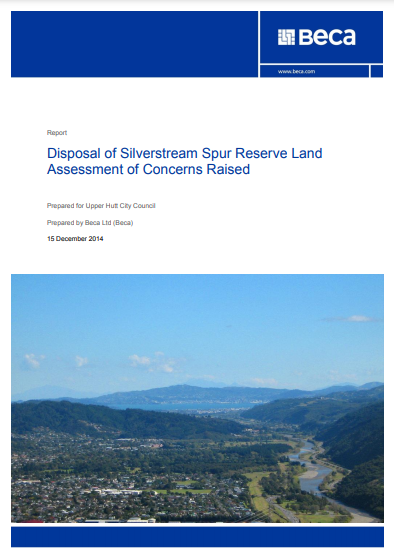 Beca
www.beca.com
Report
Disposal of Silverstream Spur Reserve Land
Assessment of Concerns Raised
Prepared for Upper Hutt City Council
Prepared by Beca Ltd (Beca)
15 December 2014